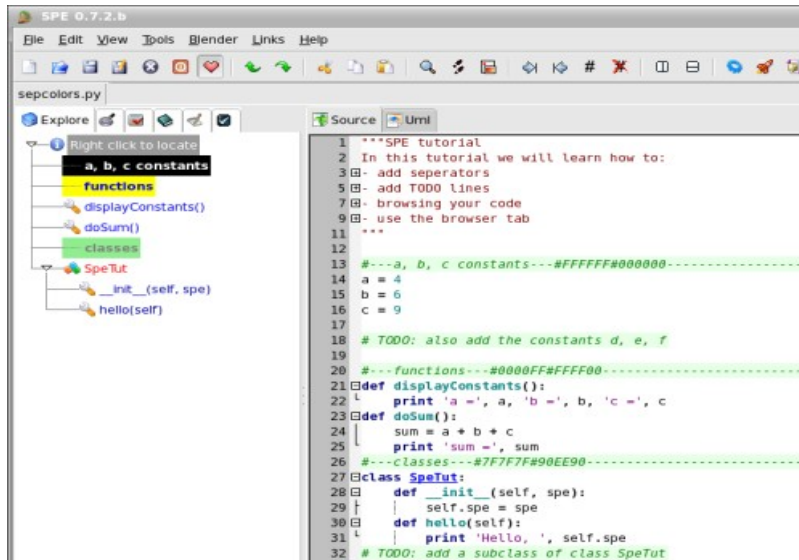 SPE 0.7.2.b
File Edit View Tools Blender Links Help
sepcolors.py
Explore
Right click to locate
a, b, c constants
functions
displayConstants()
doSum()
classes
SpeTut
__init__(self, spe)
hello(self)
Source Uml
1 """SPE tutorial
2 In this tutorial we will learn how to:
3 - add seperators
5 - add TODO lines
7 - browsing your code
9 - use the browser tab
11 """
12
13 #---a, b, c constants---#FFFFFF#000000-----------------
14 a = 4
15 b = 6
16 c = 9
17
18 # TODO: also add the constants d, e, f
19
20 #---functions---#0000FF#FFFF00--------------------------
21 def displayConstants():
22 print 'a =', a, 'b =', b, 'c =', c
23 def doSum():
24 sum = a + b + c
25 print 'sum =', sum
26 #---classes---#7F7F7F#90EE90----------------------------
27 class SpeTut:
28 def __init__(self, spe):
29 self.spe = spe
30 def hello(self):
31 print 'Hello, ', self.spe
32 # TODO: add a subclass of class SpeTut